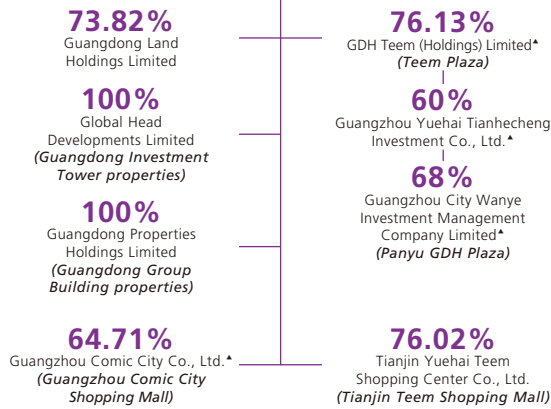 73.82%
Guangdong Land
Holdings Limited
100%
Global Head
Developments Limited
(Guangdong Investment
Tower properties)
100%
Guangdong Properties
Holdings Limited
(Guangdong Group
Building properties)
64.71%
Guangzhou Comic City Co., Ltd.▲
(Guangzhou Comic City
Shopping Mall)
76.13%
GDH Teem (Holdings) Limited▲
(Teem Plaza)
60%
Guangzhou Yuehai Tianhecheng
Investment Co., Ltd.▲
68%
Guangzhou City Wanye
Investment Management
Company Limited▲
(Panyu GDH Plaza)
76.02%
Tianjin Yuehai Teem
Shopping Center Co., Ltd.
(Tianjin Teem Shopping Mall)